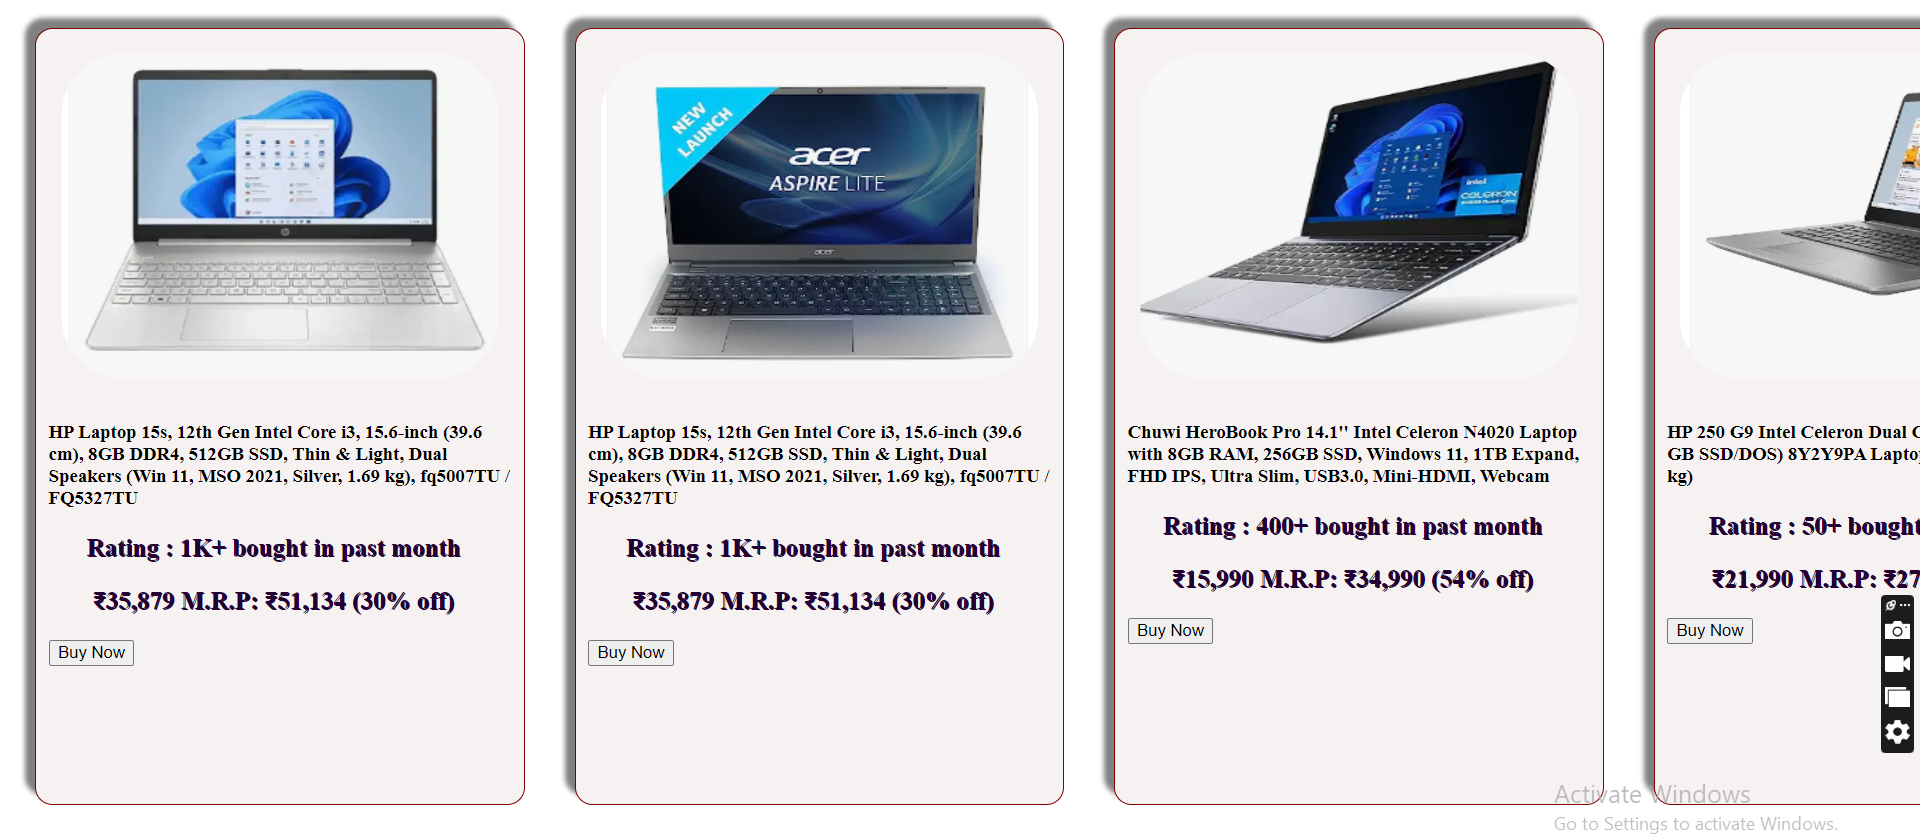 NEW
LAUNCH
acer
ASPIRE LITE
acer
intel
CELERON
HP Laptop 15s, 12th Gen Intel Core i3, 15.6-inch (39.6
cm), 8GB DDR4, 512GB SSD, Thin & Light, Dual
Speakers (Win 11, MSO 2021, Silver, 1.69 kg), fq5007TU /
FQ5327TU
Rating : 1K+ bought in past month
₹35,879 M.R.P: ₹51,134 (30% off)
Buy Now
HP Laptop 15s, 12th Gen Intel Core i3, 15.6-inch (39.6
cm), 8GB DDR4, 512GB SSD, Thin & Light, Dual
Speakers (Win 11, MSO 2021, Silver, 1.69 kg), fq5007TU /
FQ5327TU
Rating : 1K+ bought in past month
₹35,879 M.R.P: ₹51,134 (30% off)
Buy Now
Chuwi HeroBook Pro 14.1'' Intel Celeron N4020 Laptop
with 8GB RAM, 256GB SSD, Windows 11, 1TB Expand,
FHD IPS, Ultra Slim, USB3.0, Mini-HDMI, Webcam
Rating : 400+ bought in past month
₹15,990 M.R.P: ₹34,990 (54% off)
Buy Now
HP 250 G9 Intel Celeron Dual
GB SSD/DOS) 8Y2Y9PA
kg)
Rating : 50+ bought
₹21,990 M.R.P: ₹27
Buy Now
Activate Windows
Go to Settings to activate Windows.